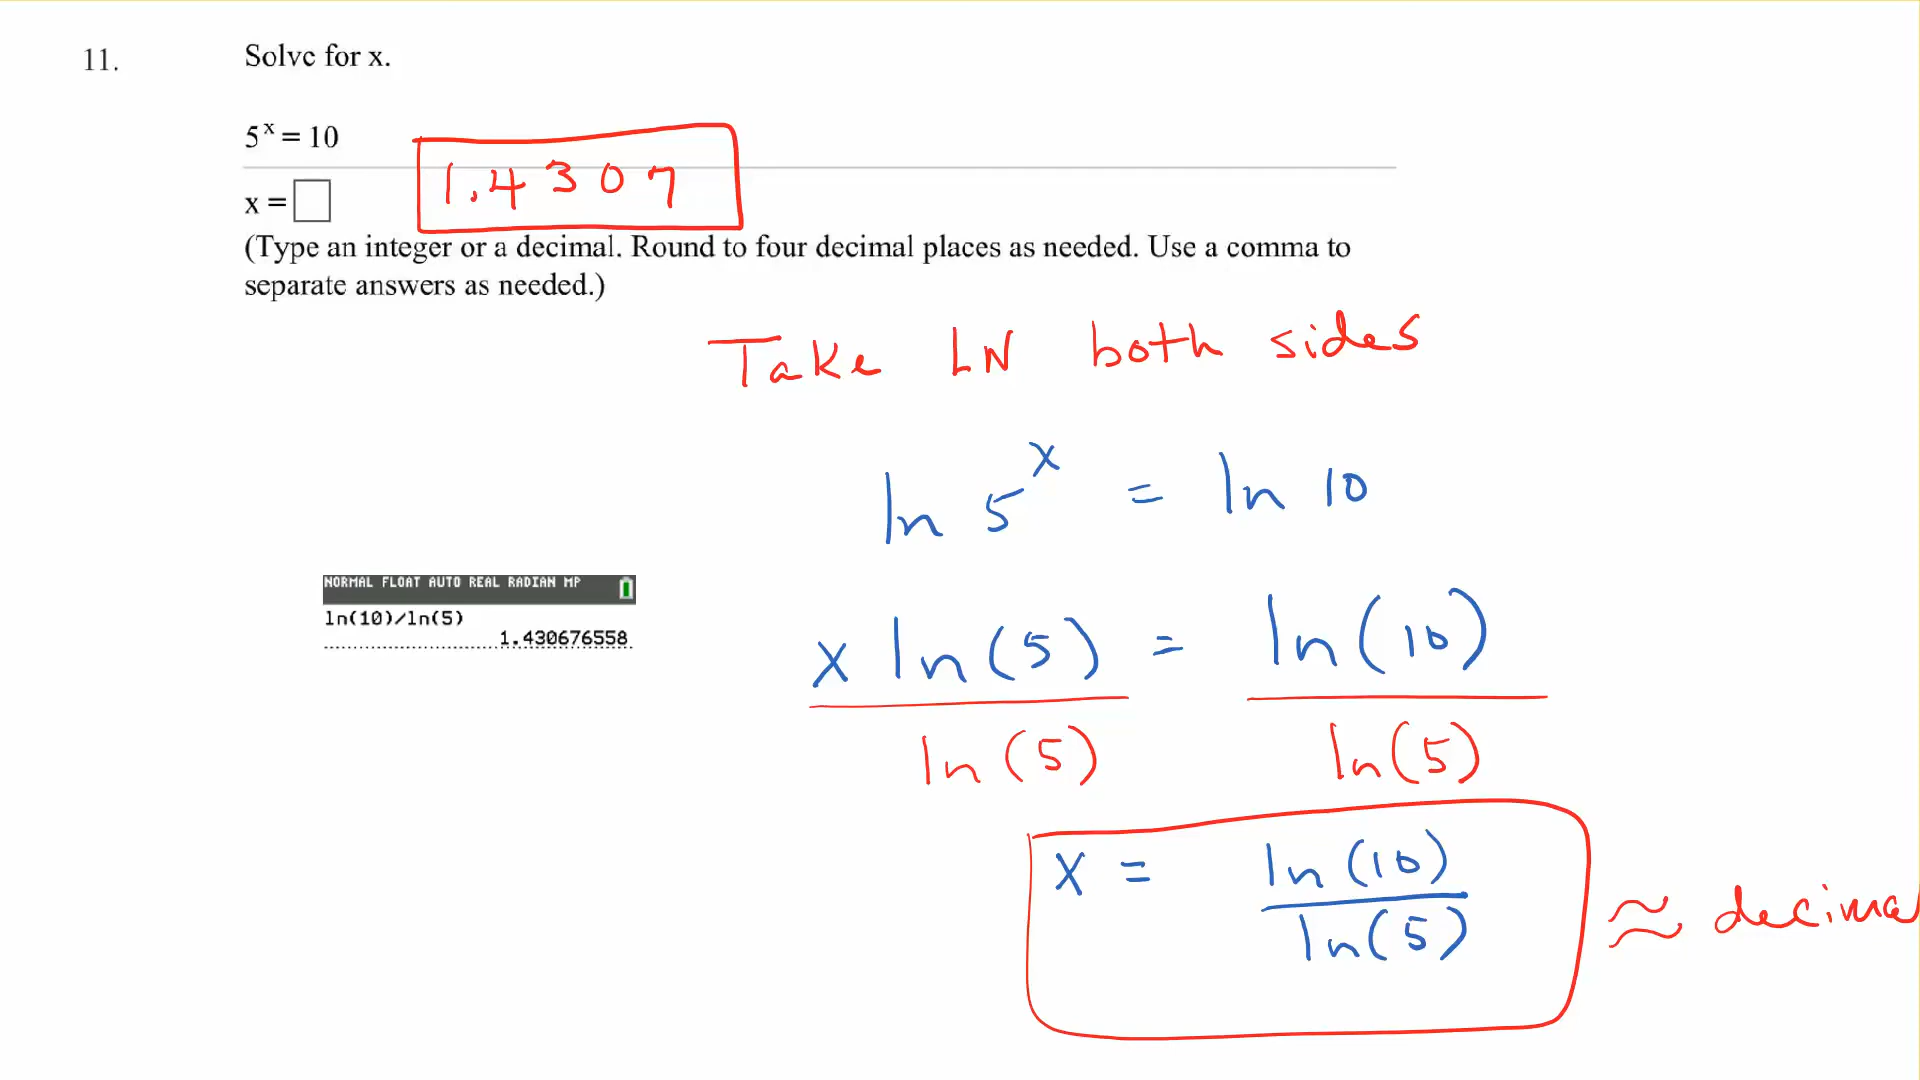 11. Solve for x.
5^x = 10
1.4307
x =
(Type an integer or a decimal. Round to four decimal places as needed. Use a comma to
separate answers as needed.)
Take LN both sides
ln 5^x = ln 10
NORMAL FLOAT AUTO REAL RADIAN MP
ln(10)/ln(5)
1.430676558
x ln(5) = ln(10)
ln(5) ln(5)
x = ln(10)
ln(5)
≈ decima